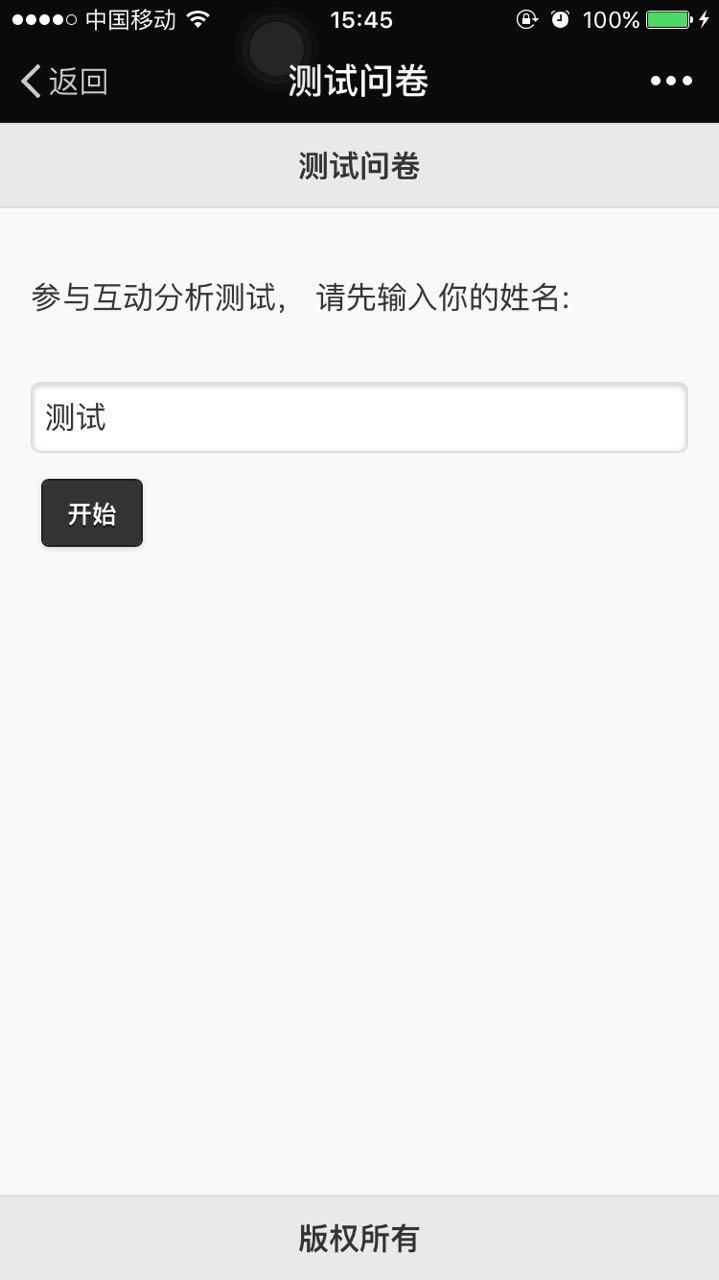 中国移动 15:45 100%
返回 测试问卷
测试问卷
参与互动分析测试， 请先输入你的姓名:
测试
开始
版权所有